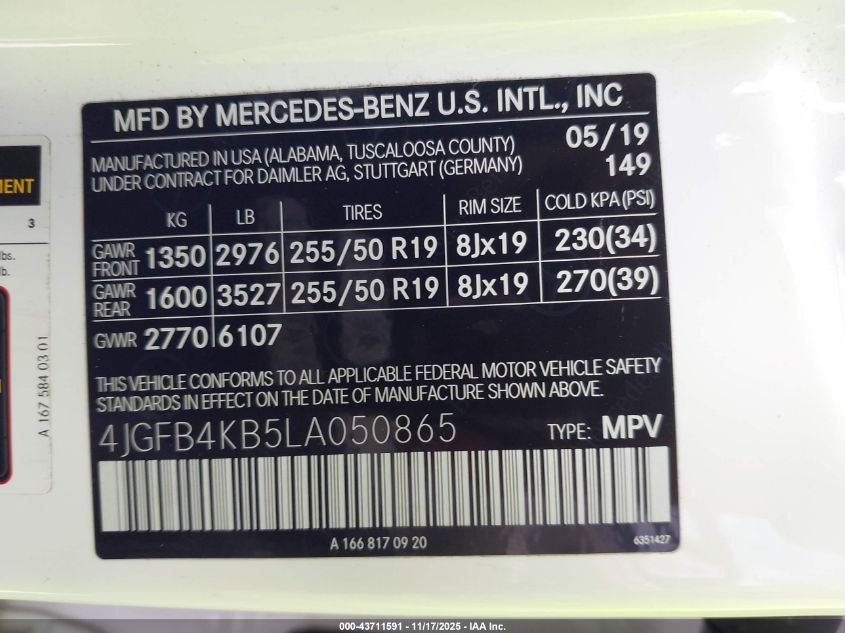 MFD BY MERCEDES-BENZ U.S. INTL., INC
MANUFACTURED IN USA (ALABAMA, TUSCALOOSA COUNTY) 05/19
UNDER CONTRACT FOR DAIMLER AG, STUTTGART (GERMANY) 149
KG LB TIRES RIM SIZE COLD KPA (PSI)
GAWR FRONT 1350 2976 255/50 R19 8Jx19 230(34)
GAWR REAR 1600 3527 255/50 R19 8Jx19 270(39)
GVWR 2770 6107
THIS VEHICLE CONFORMS TO ALL APPLICABLE FEDERAL MOTOR VEHICLE SAFETY
STANDARDS IN EFFECT ON THE DATE OF MANUFACTURE SHOWN ABOVE.
4JGFB4KB5LA050865 TYPE: MPV
A 166 817 09 20 6351427
3
lbs.
lb.
A 167 584 03 01
000-43711591 - 11/17/2025 - IAA Inc.